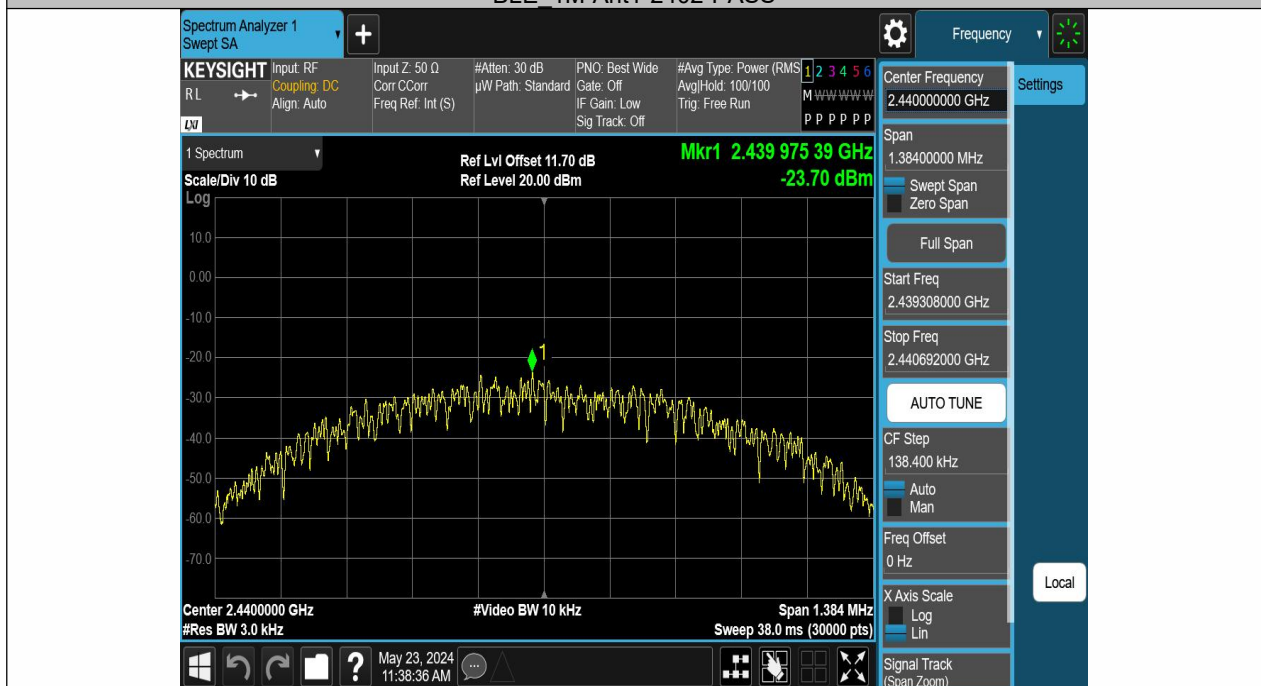 Spectrum Analyzer 1
Swept SA
+
Frequency
KEYSIGHT
RL
LXI
Input: RF
Coupling: DC
Align: Auto
Input Z: 50 Ω
Corr CCorr
Freq Ref: Int (S)
#Atten: 30 dB
µW Path: Standard
PNO: Best Wide
Gate: Off
IF Gain: Low
Sig Track: Off
#Avg Type: Power (RMS
Avg|Hold: 100/100
Trig: Free Run
1 2 3 4 5 6
M W W W W W
P P P P P P
1 Spectrum
Scale/Div 10 dB
Log
Ref Lvl Offset 11.70 dB
Ref Level 20.00 dBm
Mkr1 2.439 975 39 GHz
-23.70 dBm
10.0
0.00
-10.0
-20.0
-30.0
-40.0
-50.0
-60.0
-70.0
1
Center 2.4400000 GHz
#Res BW 3.0 kHz
#Video BW 10 kHz
Span 1.384 MHz
Sweep 38.0 ms (30000 pts)
?
May 23, 2024
11:38:36 AM
Center Frequency
2.440000000 GHz
Settings
Span
1.38400000 MHz
Swept Span
Zero Span
Full Span
Start Freq
2.439308000 GHz
Stop Freq
2.440692000 GHz
AUTO TUNE
CF Step
138.400 kHz
Auto
Man
Freq Offset
0 Hz
X Axis Scale
Log
Lin
Local
Signal Track
(Span Zoom)